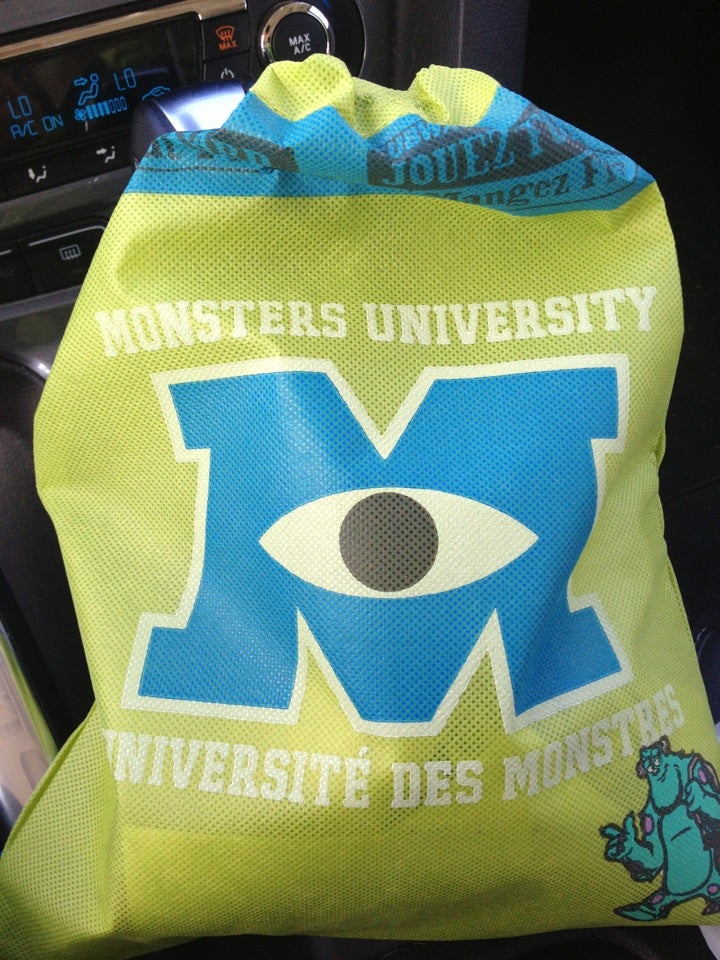 MAX
MAX
A/C
LO
LO
A/C ON
JOUEZ
MONSTERS UNIVERSITY
M
UNIVERSITÉ DES MONSTRES